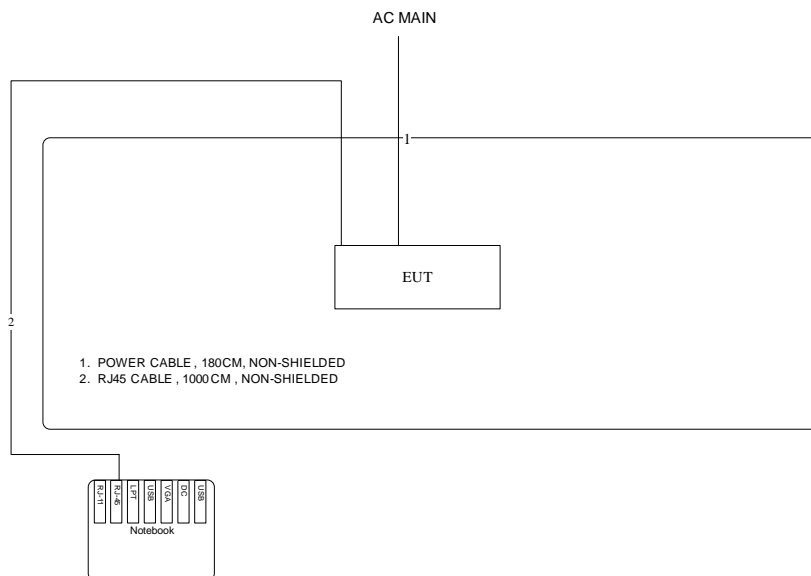 AC MAIN
1
EUT
2
1. POWER CABLE , 180CM, NON-SHIELDED
2. RJ45 CABLE , 1000CM , NON-SHIELDED
RJ-11
RJ-45
LPT
USB
VGA
DC
USB
Notebook